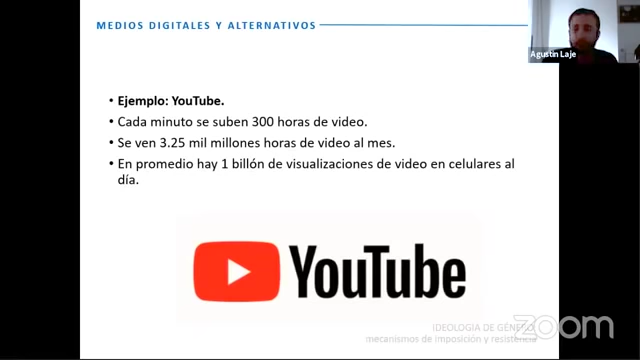 MEDIOS DIGITALES Y ALTERNATIVOS
Agustín Laje
• Ejemplo: YouTube.
• Cada minuto se suben 300 horas de video.
• Se ven 3.25 mil millones horas de video al mes.
• En promedio hay 1 billón de visualizaciones de video en celulares al
día.
YouTube
IDEOLOGÍA DE GÉNERO:
mecanismos de imposición y resistencia
zoom